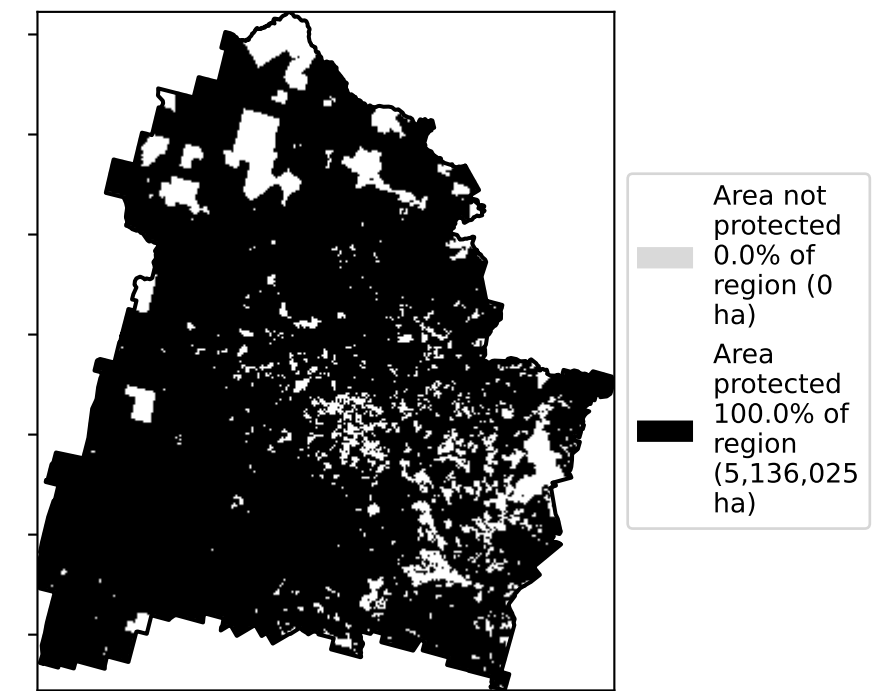 Area not
protected
0.0% of
region (0
ha)
Area
protected
100.0% of
region
(5,136,025
ha)